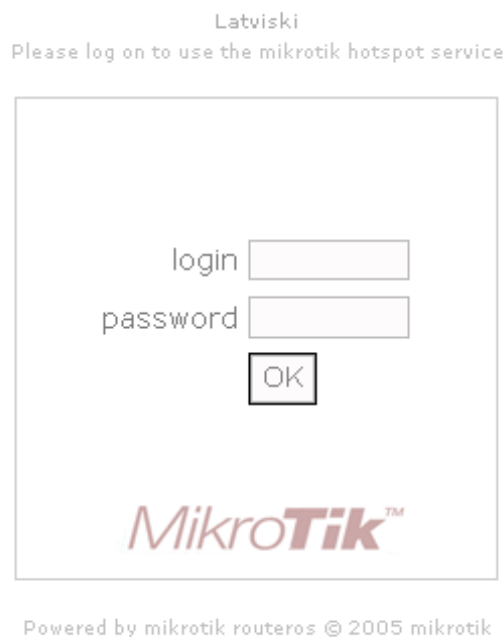 Latviski
Please log on to use the mikrotik hotspot service
login
password
OK
MikroTik™
Powered by mikrotik routeros © 2005 mikrotik